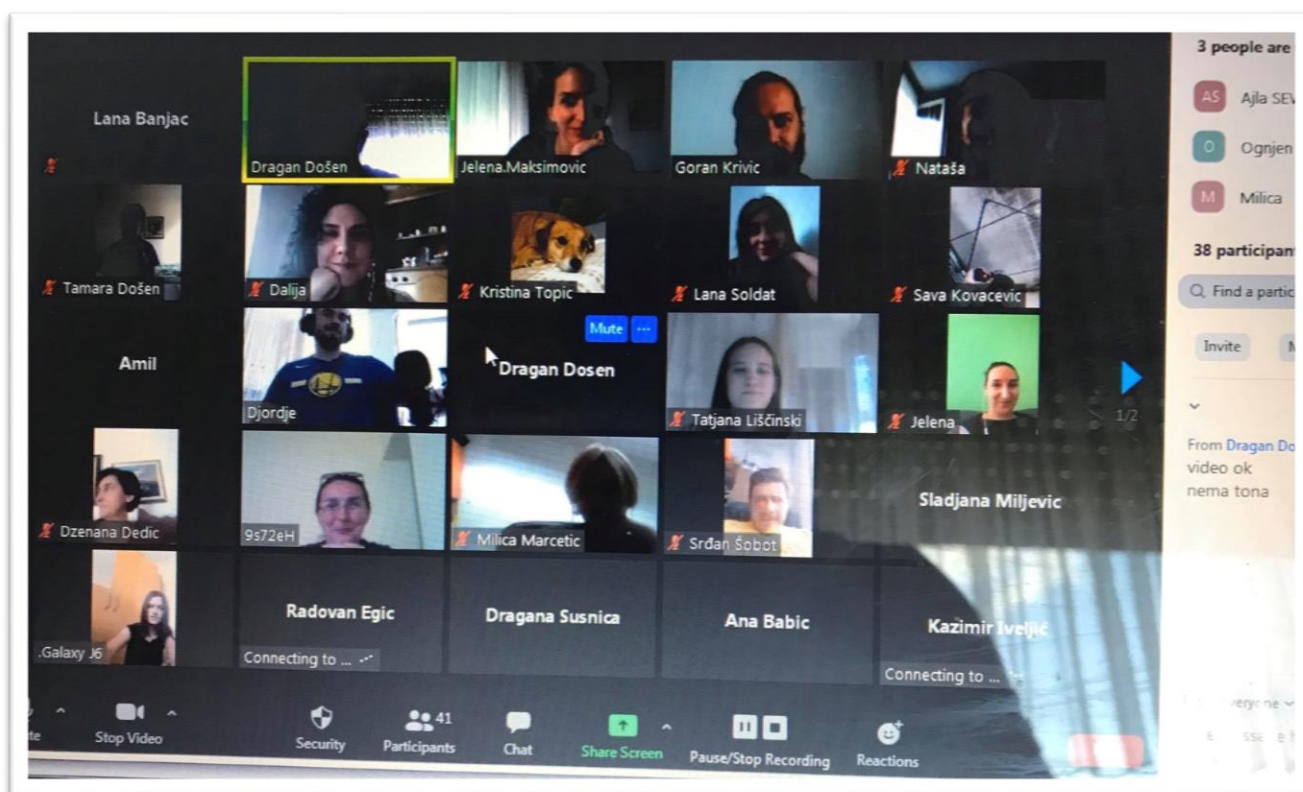 Lana Banjac
Dragan Došen
Jelena.Maksimovic
Goran Krivic
Nataša
Tamara Došen
Dalija
Kristina Topic
Lana Soldat
Sava Kovacevic
Amil
Djordje
Mute ...
Dragan Dosen
Tatjana Liščinski
Jelena
1/2
Dzenana Dedic
9s72eH
Milica Marcetic
Srđan Šobot
Sladjana Miljevic
.Galaxy J6
Radovan Egic
Connecting to ...
Dragana Susnica
Ana Babic
Kazimir Iveljić
Connecting to ...
Stop Video
Security
Participants
41
Chat
Share Screen
Pause/Stop Recording
Reactions
3 people are
AS Ajla SEV
O Ognjen
M Milica
38 participan
Find a partic
Invite
From Dragan Do
video ok
nema tona